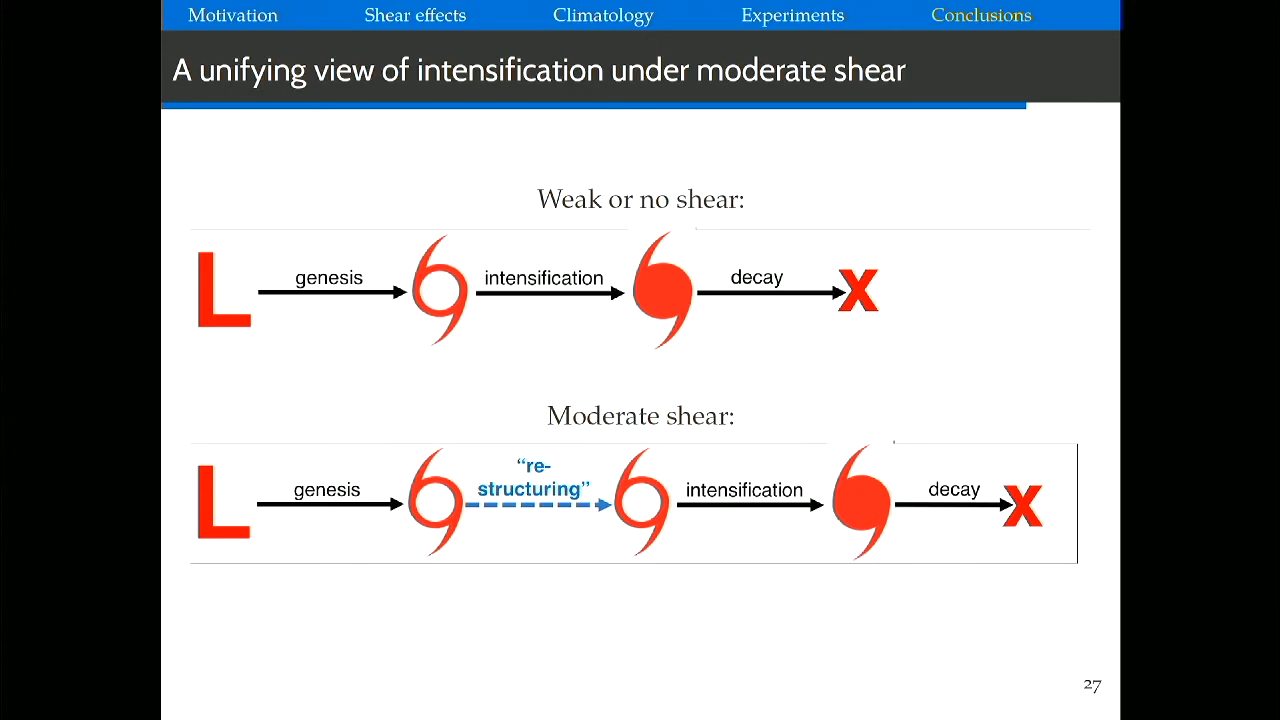 Motivation Shear effects Climatology Experiments Conclusions
A unifying view of intensification under moderate shear
Weak or no shear:
L genesis intensification decay X
Moderate shear:
“re-
L genesis structuring” intensification decay X
27